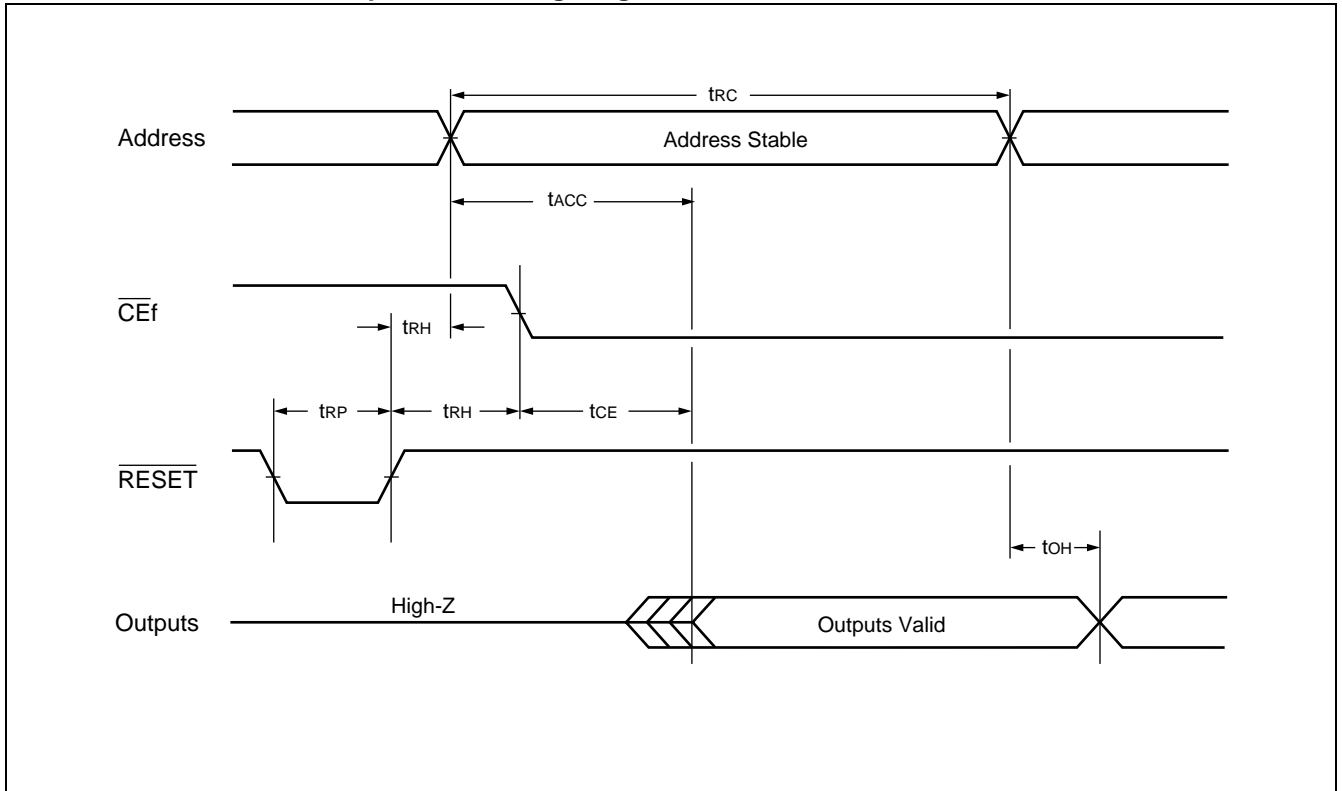 tRC
Address
Address Stable
tACC
CEf
tRH
tRP
tRH
tCE
RESET
tOH
High-Z
Outputs
Outputs Valid